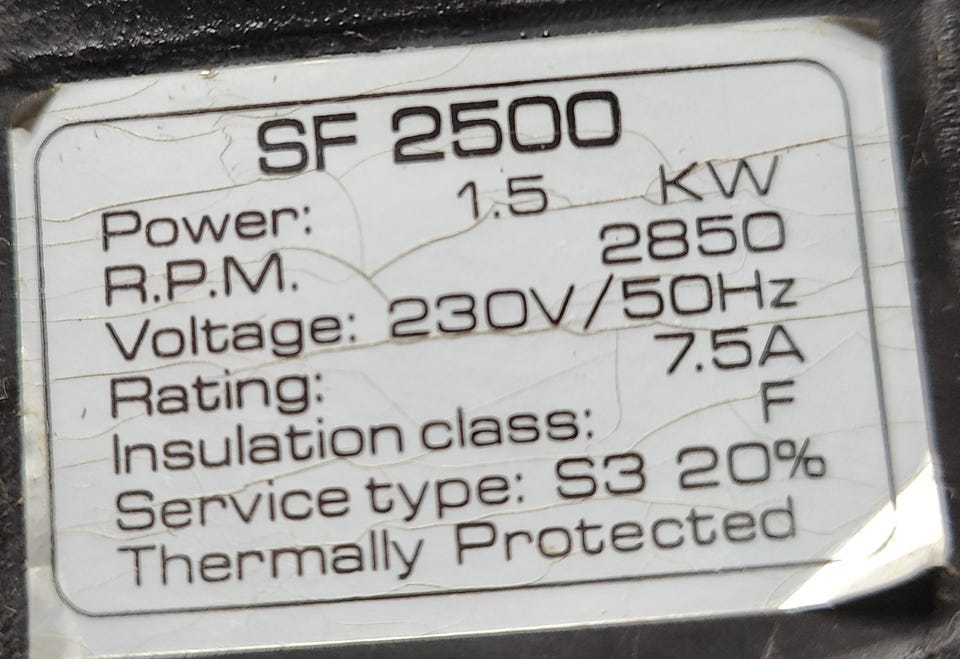 SF 2500
Power: 1.5 KW
R.P.M. 2850
Voltage: 230V/50Hz
Rating: 7.5A
Insulation class: F
Service type: S3 20%
Thermally Protected